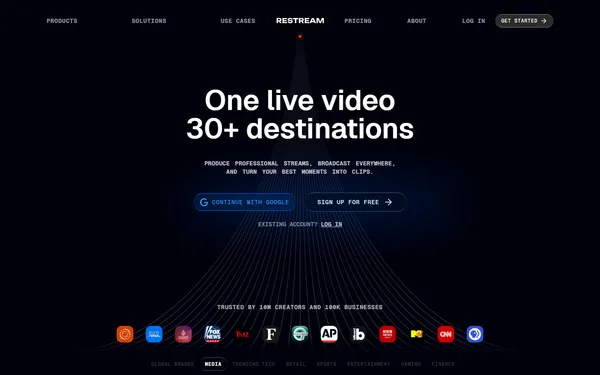 PRODUCTS SOLUTIONS USE CASES RESTREAM PRICING ABOUT LOG IN GET STARTED
One live video
30+ destinations
PRODUCE PROFESSIONAL STREAMS, BROADCAST EVERYWHERE,
AND TURN YOUR BEST MOMENTS INTO CLIPS.
CONTINUE WITH GOOGLE SIGN UP FOR FREE
EXISTING ACCOUNT? LOG IN
TRUSTED BY 10M CREATORS AND 100K BUSINESSES
FOX NEWS TMZ F AP b CNN
GLOBAL BRANDS MEDIA TRENDING TECH RETAIL SPORTS ENTERTAINMENT GAMING FINANCE